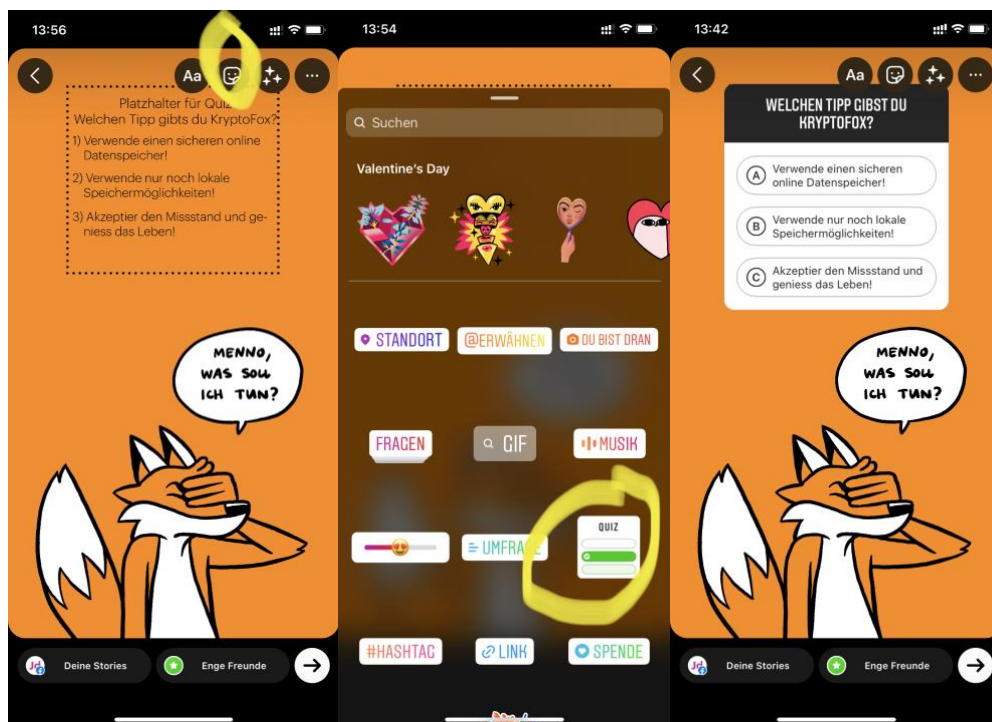 13:56
Aa
Platzhalter für Quiz
Welchen Tipp gibts du KryptoFox?
1) Verwende einen sicheren online
Datenspeicher!
2) Verwende nur noch lokale
Speichermöglichkeiten!
3) Akzeptier den Missstand und ge-
niess das Leben!
MENNO,
WAS SOLL
ICH TUN?
Deine Stories
Enge Freunde
13:54
Suchen
Valentine's Day
STANDORT
@ERWÄHNEN
DU BIST DRAN
FRAGEN
GIF
MUSIK
UMFRAGE
QUIZ
#HASHTAG
LINK
SPENDE
13:42
Aa
WELCHEN TIPP GIBST DU
KRYPTOFOX?
A Verwende einen sicheren
online Datenspeicher!
B Verwende nur noch lokale
Speichermöglichkeiten!
C Akzeptier den Missstand und
geniess das Leben!
MENNO,
WAS SOLL
ICH TUN?
Deine Stories
Enge Freunde